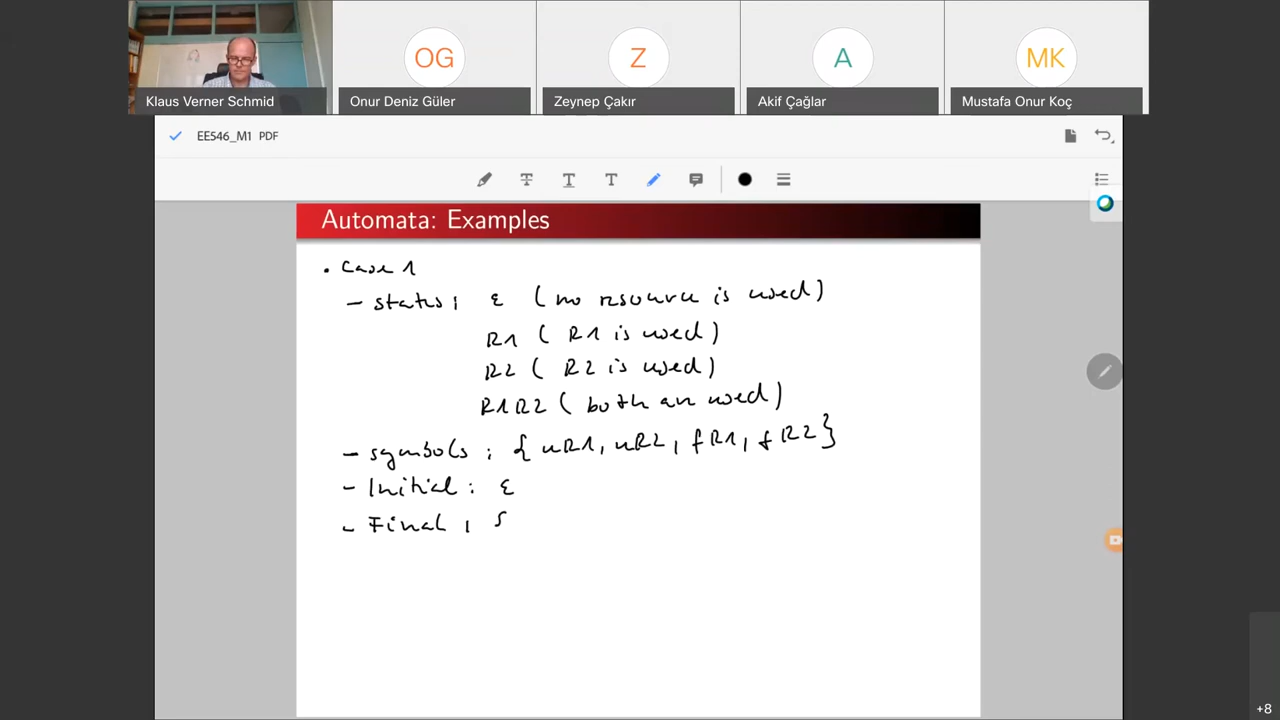 OG
Z
A
MK
Klaus Verner Schmid
Onur Deniz Güler
Zeynep Çakır
Akif Çağlar
Mustafa Onur Koç
EE546_M1 PDF
T T T
Automata: Examples
• Case 1
– states: ε (no resource is used)
R1 (R1 is used)
R2 (R2 is used)
R1R2 (both are used)
– symbols: {uR1, uR2, fR1, fR2}
– Initial: ε
– Final:
+8